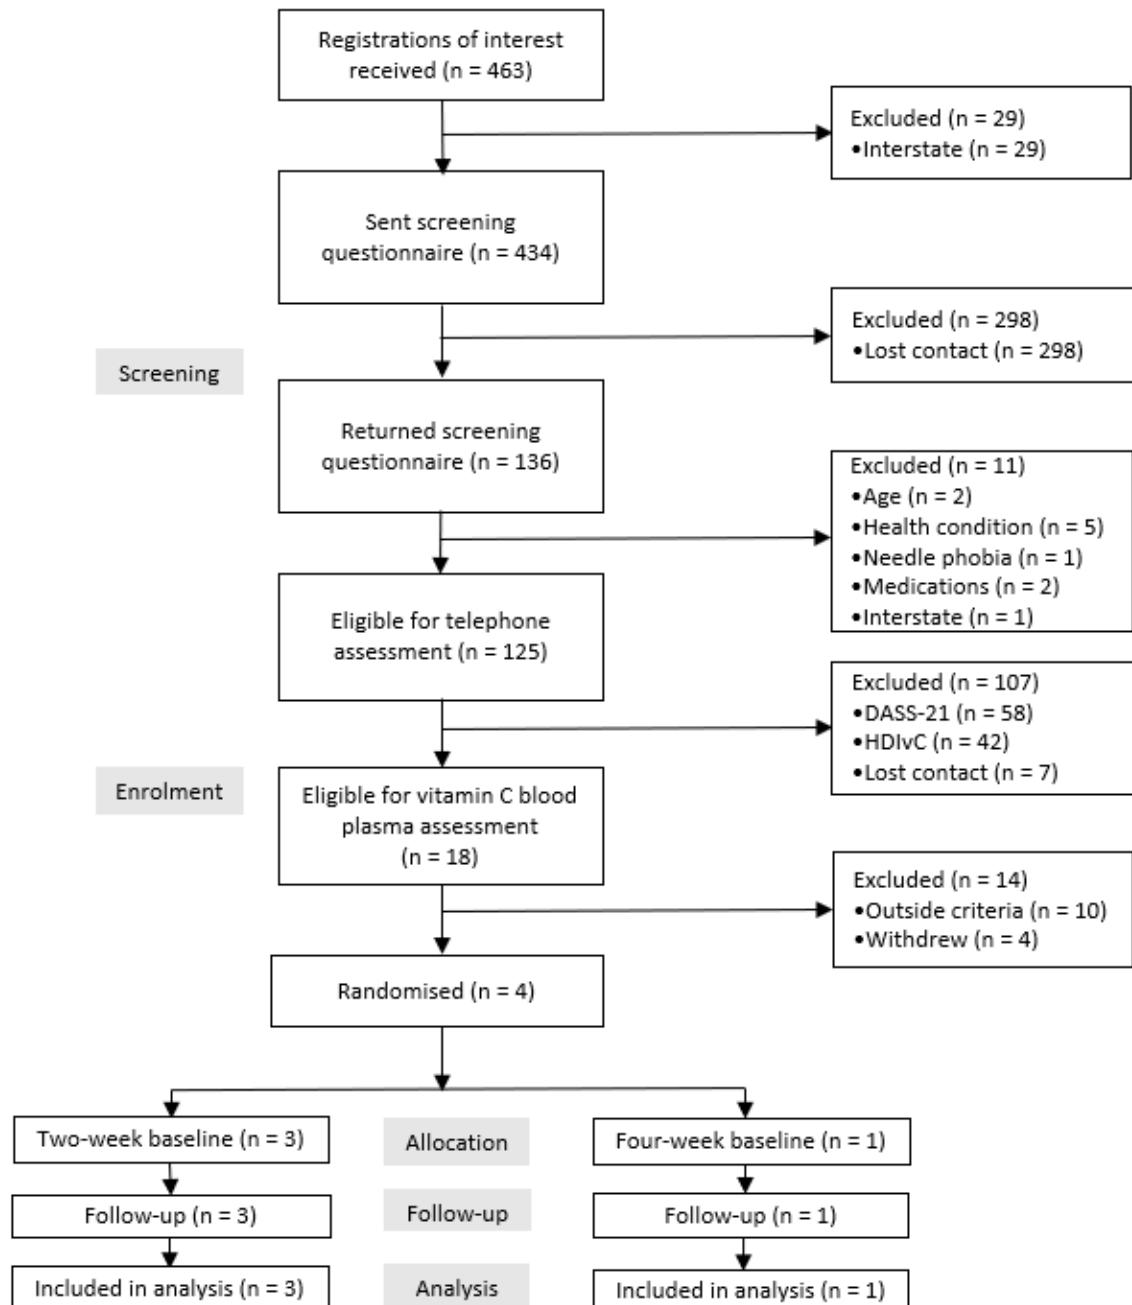 Registrations of interest
received (n = 463)
Excluded (n = 29)
•Interstate (n = 29)
Sent screening
questionnaire (n = 434)
Excluded (n = 298)
•Lost contact (n = 298)
Screening
Returned screening
questionnaire (n = 136)
Excluded (n = 11)
•Age (n = 2)
•Health condition (n = 5)
•Needle phobia (n = 1)
•Medications (n = 2)
•Interstate (n = 1)
Eligible for telephone
assessment (n = 125)
Excluded (n = 107)
•DASS-21 (n = 58)
•HDIvC (n = 42)
•Lost contact (n = 7)
Enrolment
Eligible for vitamin C blood
plasma assessment
(n = 18)
Excluded (n = 14)
•Outside criteria (n = 10)
•Withdrew (n = 4)
Randomised (n = 4)
Two-week baseline (n = 3)
Allocation
Four-week baseline (n = 1)
Follow-up (n = 3)
Follow-up
Follow-up (n = 1)
Included in analysis (n = 3)
Analysis
Included in analysis (n = 1)